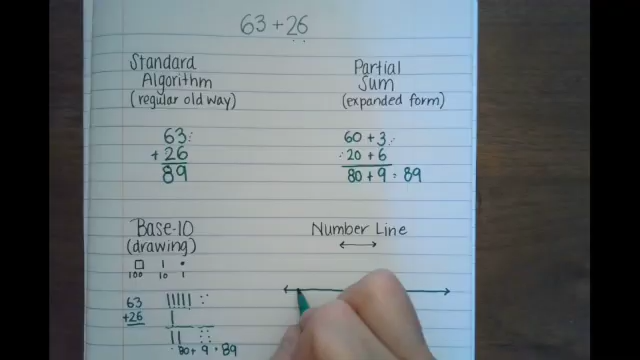 63 + 26
Standard
Algorithm
(regular old way)
63
+ 26
89
Partial
Sum
(expanded form)
60 + 3
20 + 6
80 + 9 = 89
Base-10
(drawing)
100 10 1
63
+26
80 + 9 = 89
Number Line